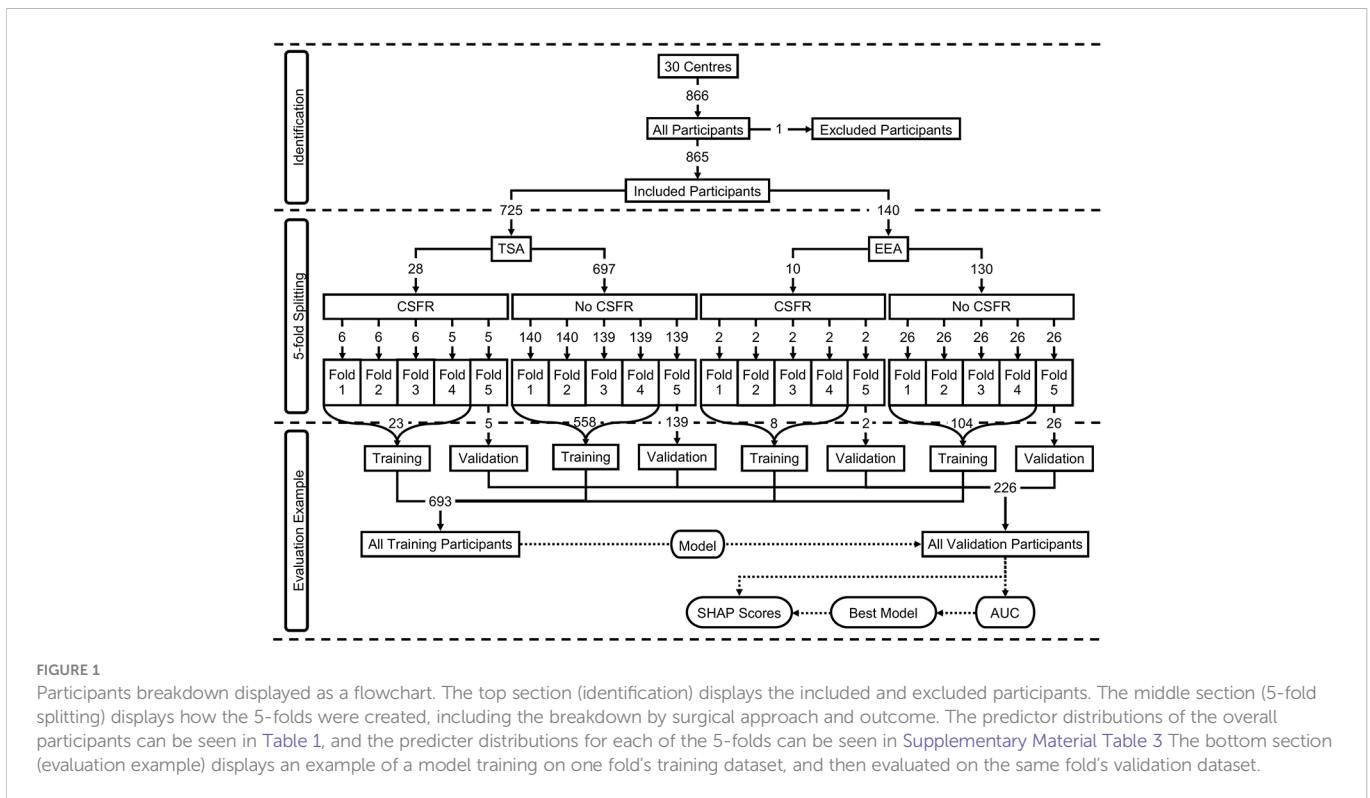 Identification
30 Centres
866
All Participants
1
Excluded Participants
865
Included Participants
725
140
5-fold Splitting
TSA
EEA
28
697
10
130
CSFR
No CSFR
CSFR
No CSFR
6 6 6 5 5 140 140 139 139 139 2 2 2 2 2 26 26 26 26 26
Fold Fold Fold Fold Fold Fold Fold Fold Fold Fold Fold Fold Fold Fold Fold Fold Fold Fold Fold Fold
1 2 3 4 5 1 2 3 4 5 1 2 3 4 5 1 2 3 4 5
23 5 558 139 8 2 104 26
Evaluation Example
Training Validation Training Validation Training Validation Training Validation
693
226
All Training Participants
Model
All Validation Participants
SHAP Scores
Best Model
AUC
FIGURE 1
Participants breakdown displayed as a flowchart. The top section (identification) displays the included and excluded participants. The middle section (5-fold
splitting) displays how the 5-folds were created, including the breakdown by surgical approach and outcome. The predictor distributions of the overall
participants can be seen in Table 1, and the predicter distributions for each of the 5-folds can be seen in Supplementary Material Table 3 The bottom section
(evaluation example) displays an example of a model training on one fold's training dataset, and then evaluated on the same fold's validation dataset.